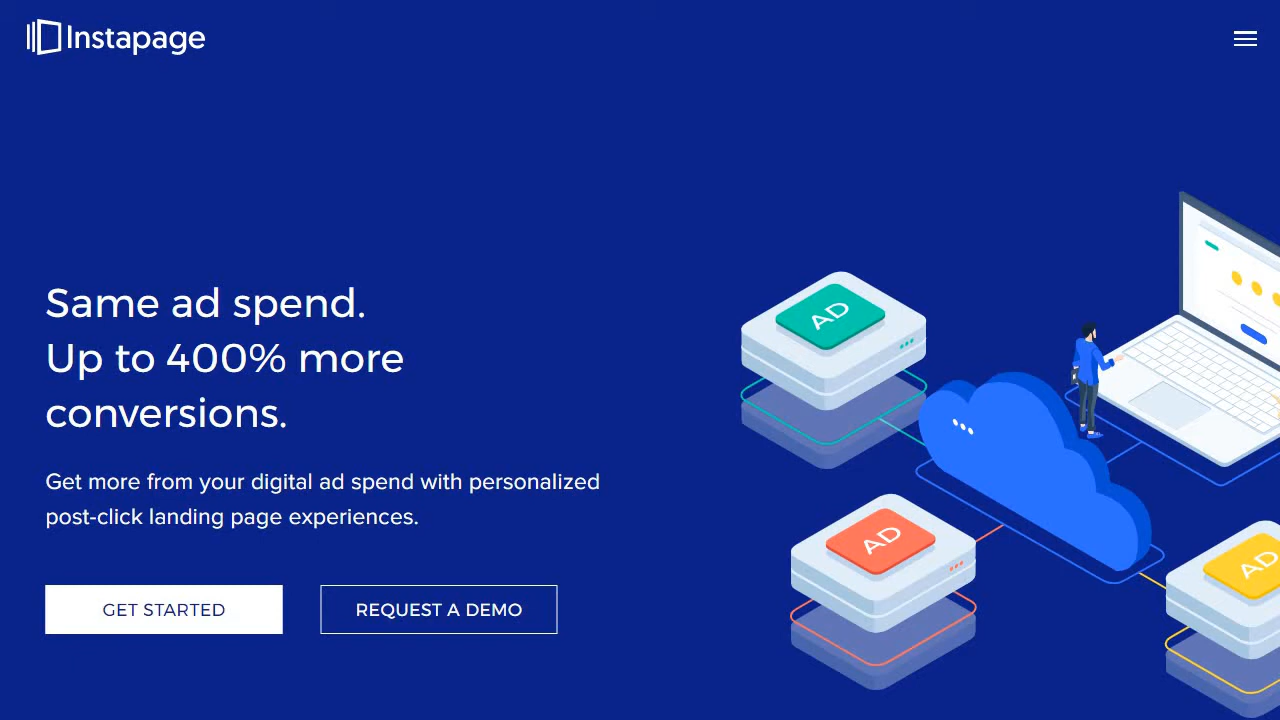 Instapage
Same ad spend.
Up to 400% more
conversions.
Get more from your digital ad spend with personalized
post-click landing page experiences.
GET STARTED
REQUEST A DEMO
AD
AD
AD